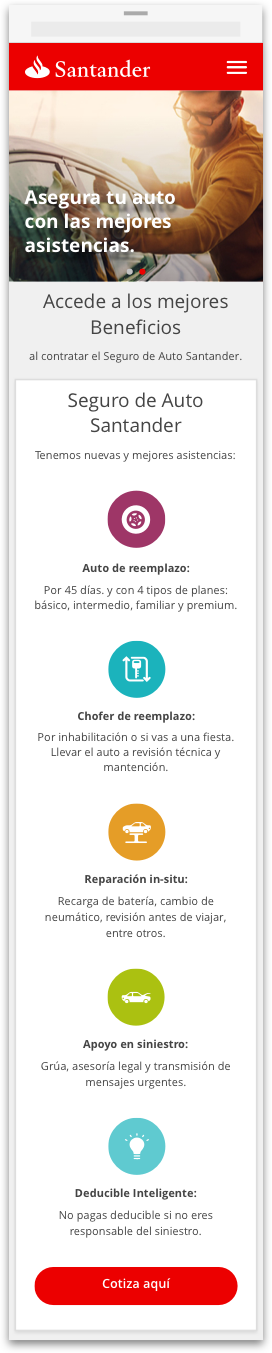 Santander
Asegura tu auto
con las mejores
asistencias.
Accede a los mejores
Beneficios
al contratar el Seguro de Auto Santander.
Seguro de Auto
Santander
Tenemos nuevas y mejores asistencias:
Auto de reemplazo:
Por 45 días. y con 4 tipos de planes:
básico, intermedio, familiar y premium.
Chofer de reemplazo:
Por inhabilitación o si vas a una fiesta.
Llevar el auto a revisión técnica y
mantención.
Reparación in-situ:
Recarga de batería, cambio de
neumático, revisión antes de viajar,
entre otros.
Apoyo en siniestro:
Grúa, asesoría legal y transmisión de
mensajes urgentes.
Deducible Inteligente:
No pagas deducible si no eres
responsable del siniestro.
Cotiza aquí